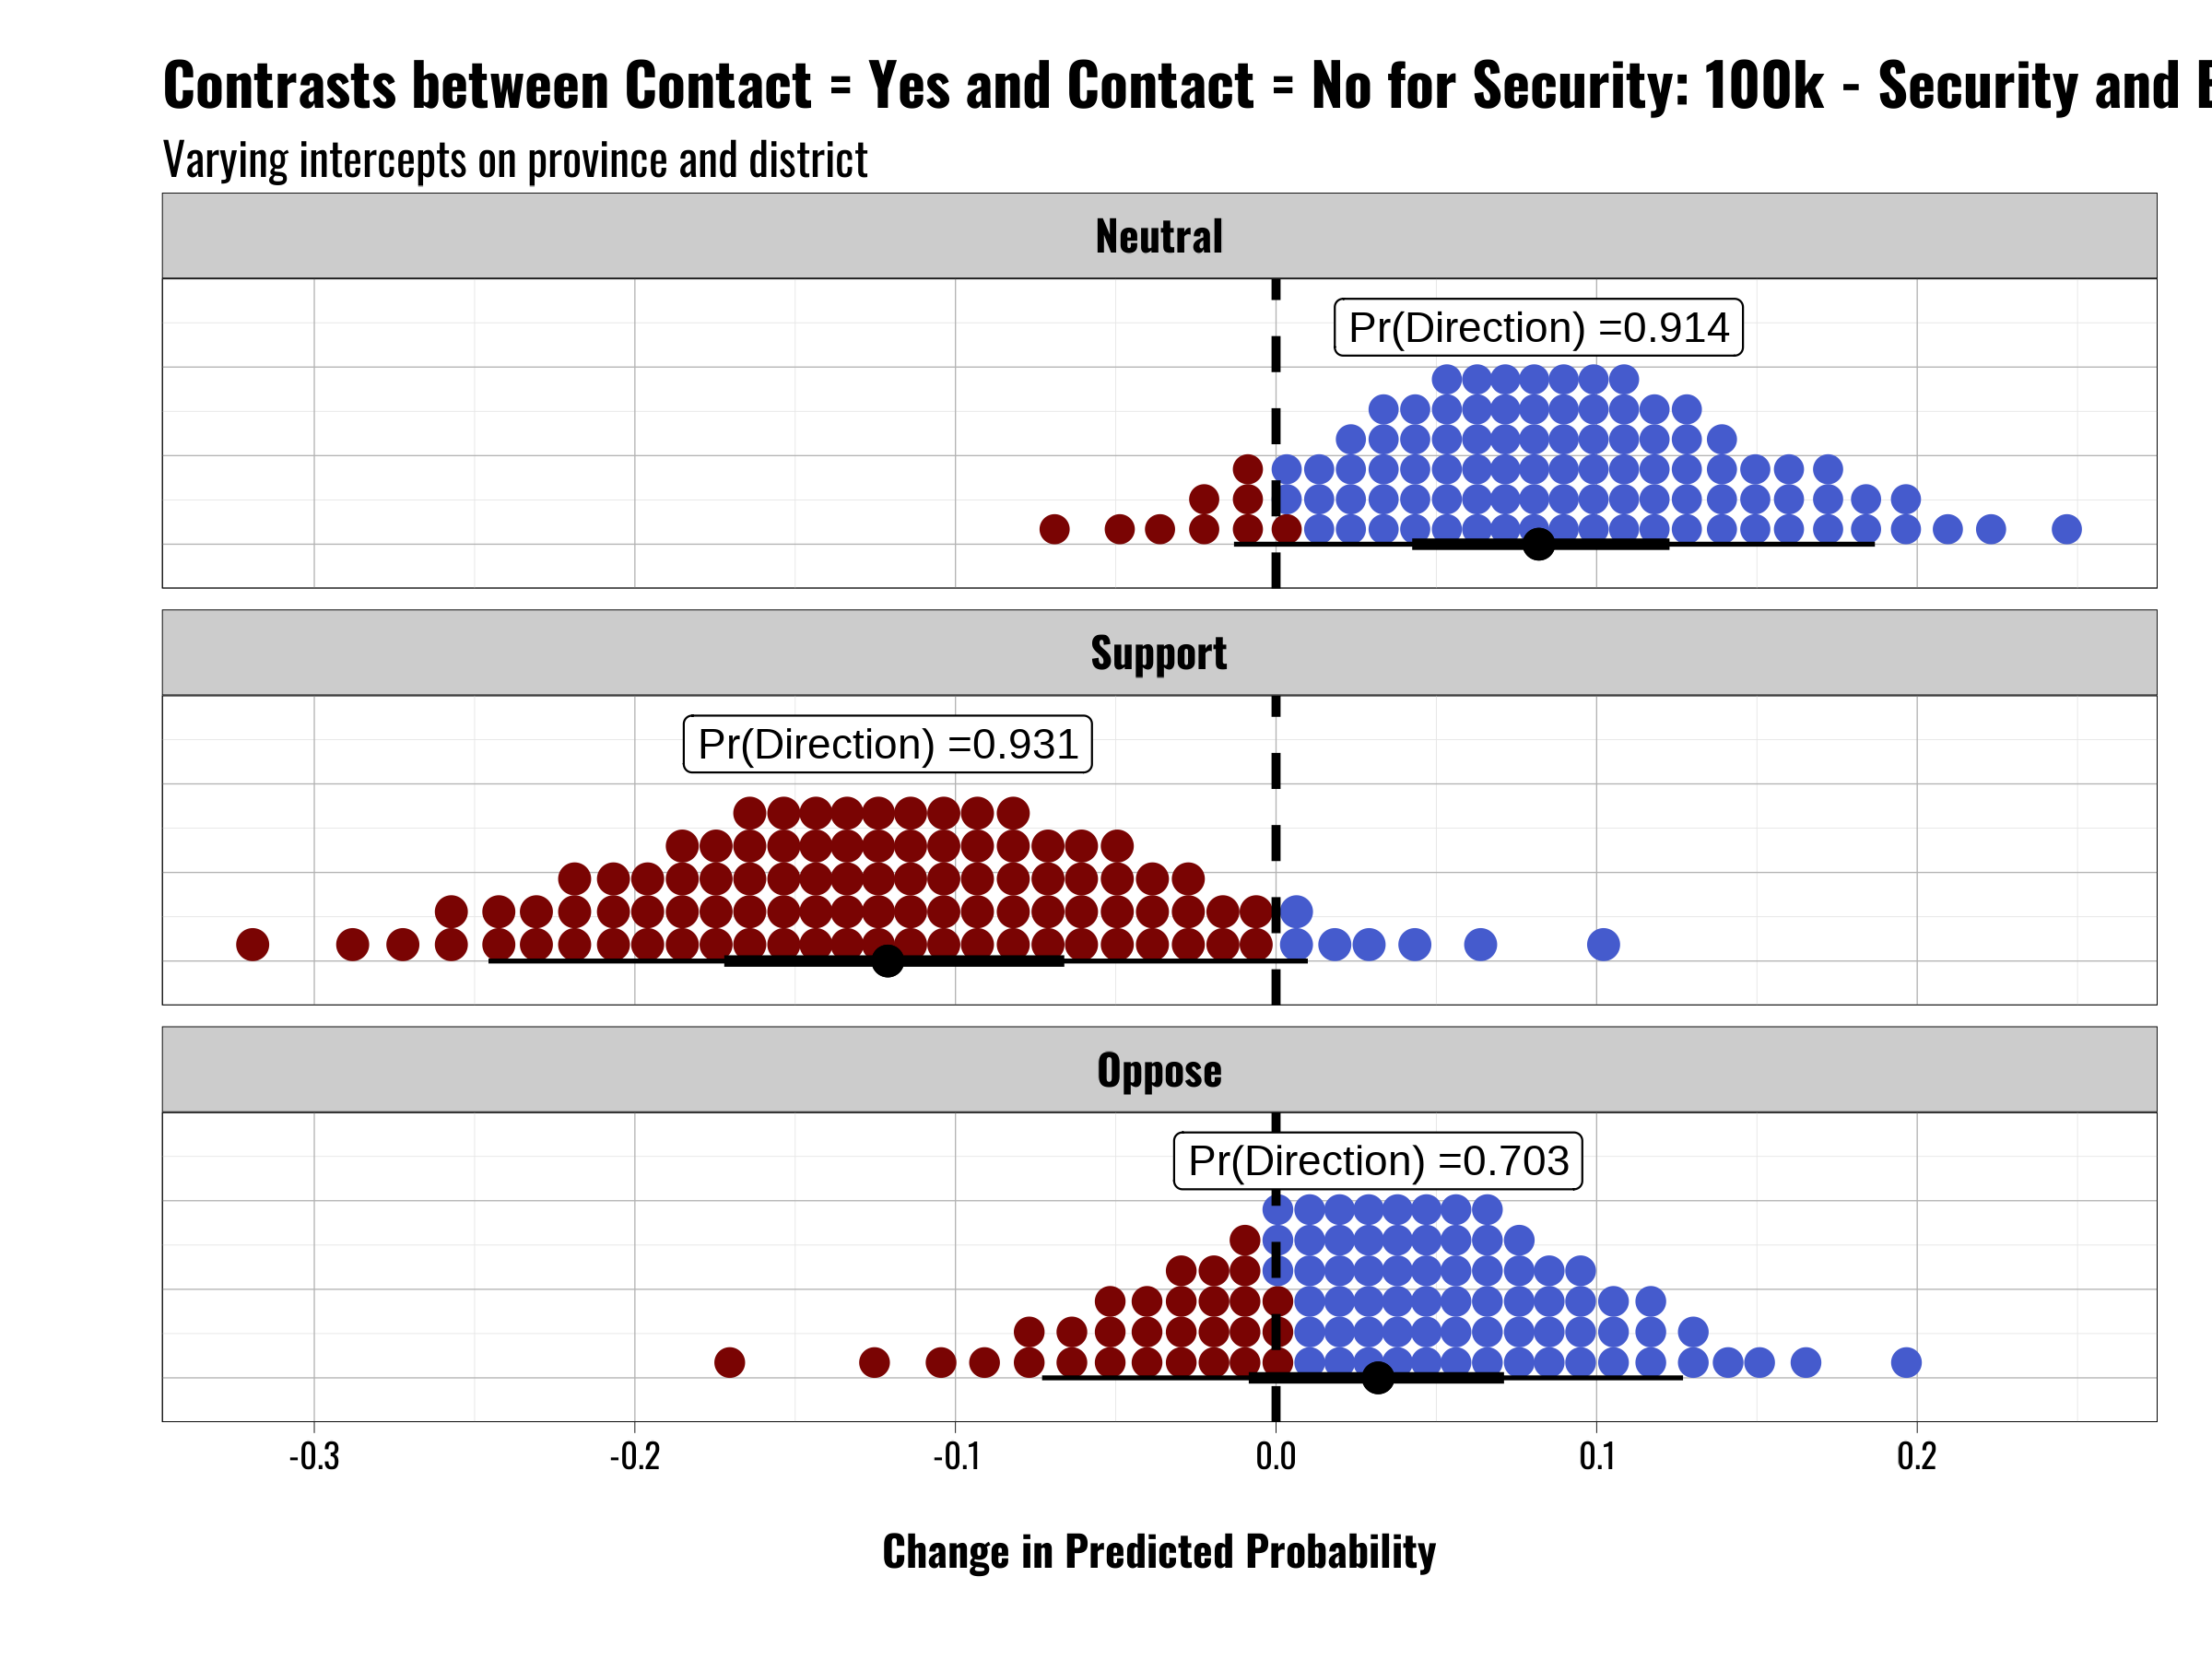 Contrasts between Contact = Yes and Contact = No for Security: 100k - Security and
Varying intercepts on province and district
Neutral
Pr(Direction) =0.914
Support
Pr(Direction) =0.931
Oppose
Pr(Direction) =0.703
-0.3 -0.2 -0.1 0.0 0.1 0.2
Change in Predicted Probability